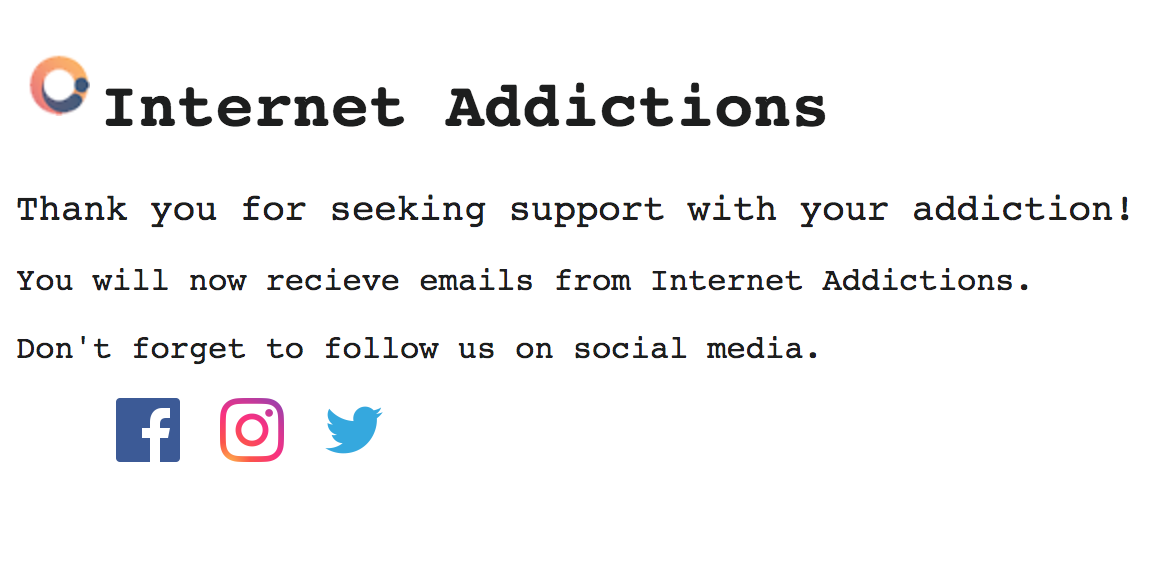 Internet Addictions
Thank you for seeking support with your addiction!
You will now recieve emails from Internet Addictions.
Don't forget to follow us on social media.